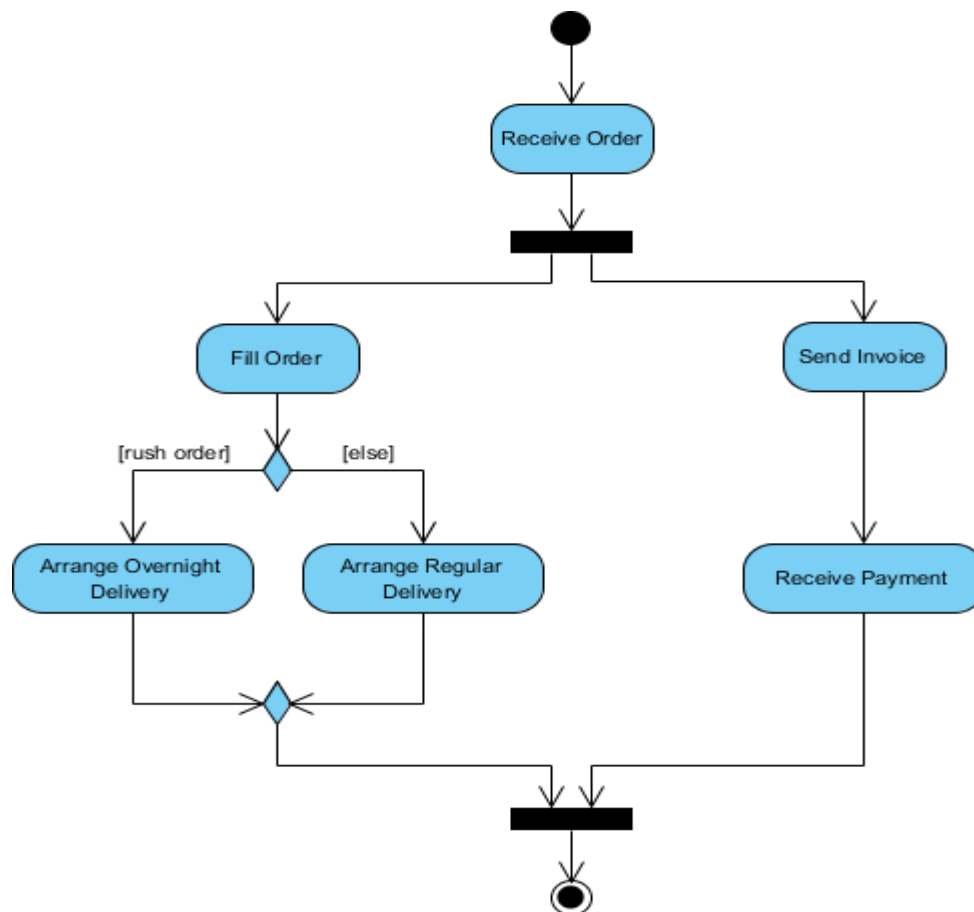 Receive Order
Fill Order
Send Invoice
[rush order]
[else]
Arrange Overnight
Delivery
Arrange Regular
Delivery
Receive Payment